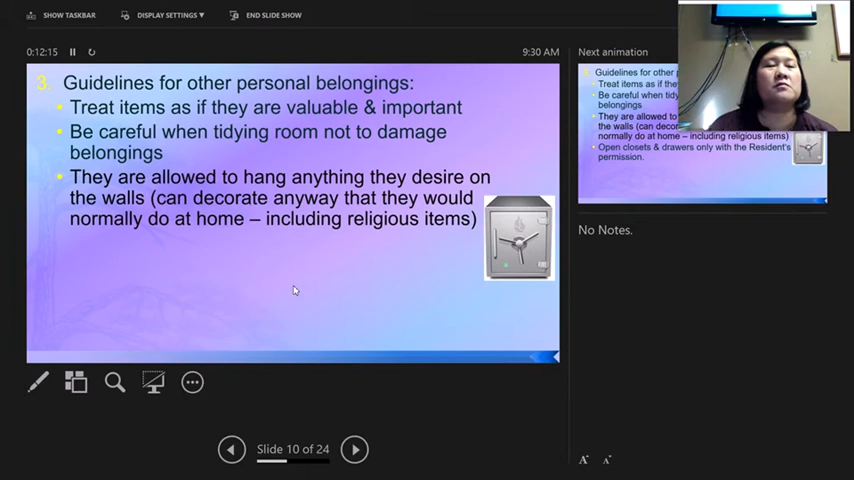 SHOW TASKBAR
DISPLAY SETTINGS ▼
END SLIDE SHOW
0:12:15
9:30 AM
3. Guidelines for other personal belongings:
• Treat items as if they are valuable & important
• Be careful when tidying room not to damage
belongings
• They are allowed to hang anything they desire on
the walls (can decorate anyway that they would
normally do at home – including religious items)
Slide 10 of 24
Next animation
3. Guidelines for other p
• Treat items as if they
• Be careful when tidy
belongings
• They are allowed to
the walls (can decor
normally do at home – including religious items)
• Open closets & drawers only with the Resident's
permission.
No Notes.
A A